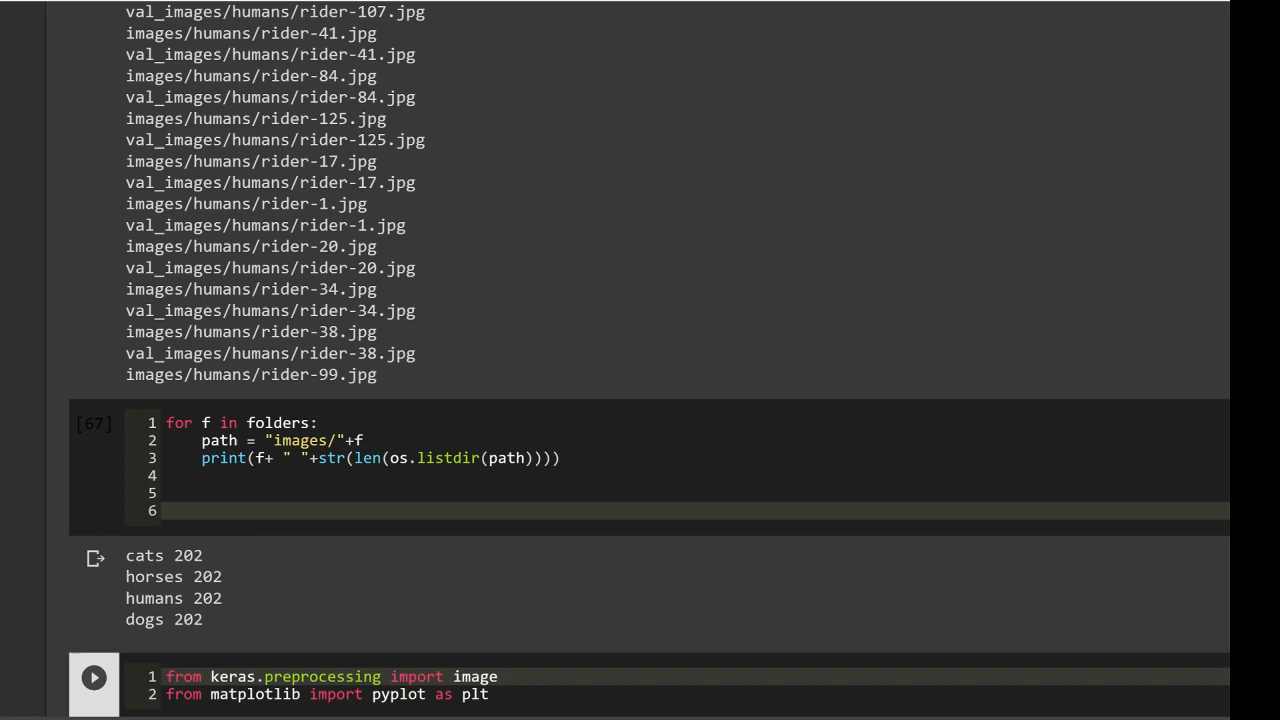 val_images/humans/rider-107.jpg
images/humans/rider-41.jpg
val_images/humans/rider-41.jpg
images/humans/rider-84.jpg
val_images/humans/rider-84.jpg
images/humans/rider-125.jpg
val_images/humans/rider-125.jpg
images/humans/rider-17.jpg
val_images/humans/rider-17.jpg
images/humans/rider-1.jpg
val_images/humans/rider-1.jpg
images/humans/rider-20.jpg
val_images/humans/rider-20.jpg
images/humans/rider-34.jpg
val_images/humans/rider-34.jpg
images/humans/rider-38.jpg
val_images/humans/rider-38.jpg
images/humans/rider-99.jpg
[67] 1 for f in folders:
2     path = "images/"+f
3     print(f+ " "+str(len(os.listdir(path))))
4
5
6
cats 202
horses 202
humans 202
dogs 202
1 from keras.preprocessing import image
2 from matplotlib import pyplot as plt